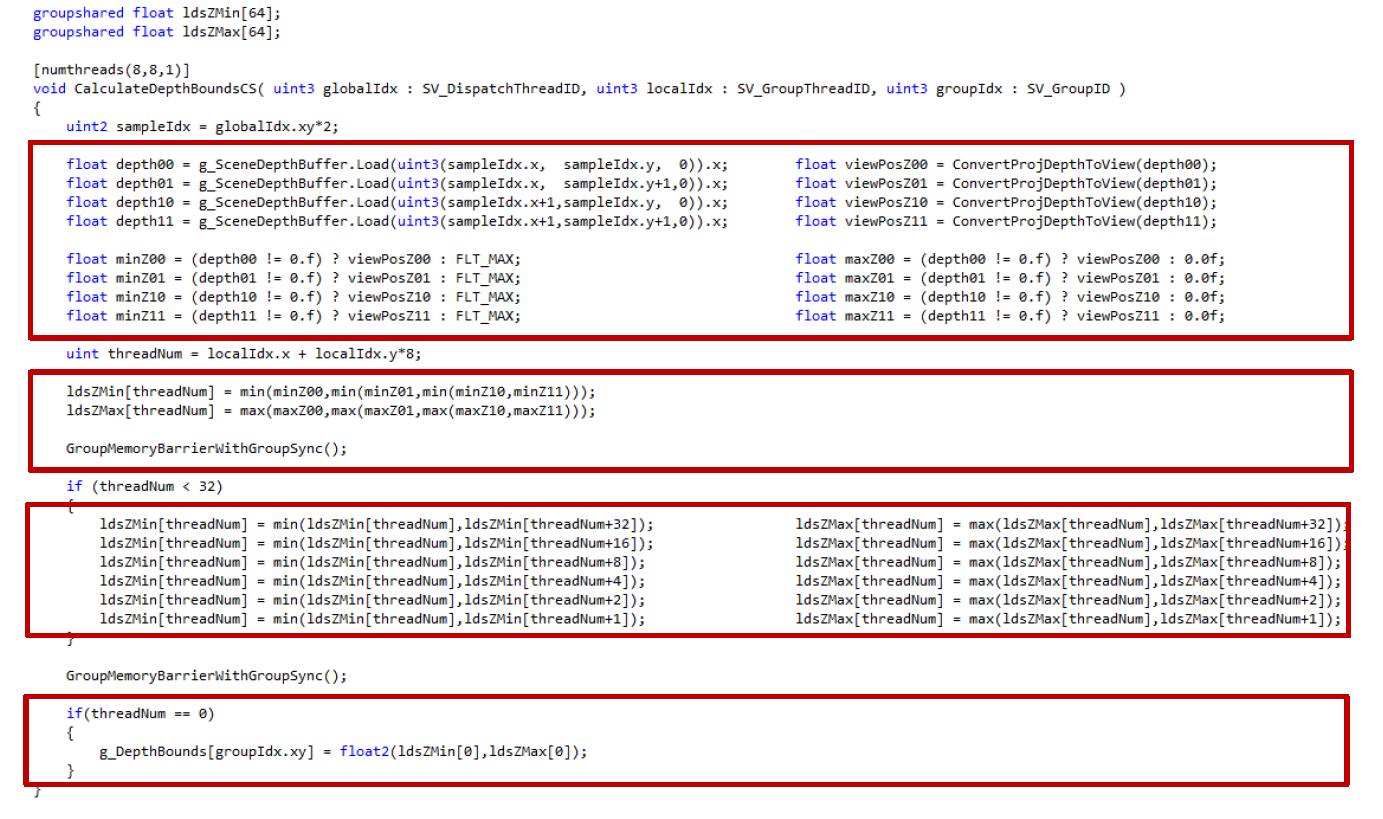 groupshared float ldsZMin[64];
groupshared float ldsZMax[64];
[numthreads(8,8,1)]
void CalculateDepthBoundsCS( uint3 globalIdx : SV_DispatchThreadID, uint3 localIdx : SV_GroupThreadID, uint3 groupIdx : SV_GroupID )
{
    uint2 sampleIdx = globalIdx.xy*2;
    float depth00 = g_SceneDepthBuffer.Load(uint3(sampleIdx.x,  sampleIdx.y,  0)).x;        float viewPosZ00 = ConvertProjDepthToView(depth00);
    float depth01 = g_SceneDepthBuffer.Load(uint3(sampleIdx.x,  sampleIdx.y+1,0)).x;        float viewPosZ01 = ConvertProjDepthToView(depth01);
    float depth10 = g_SceneDepthBuffer.Load(uint3(sampleIdx.x+1,sampleIdx.y,  0)).x;        float viewPosZ10 = ConvertProjDepthToView(depth10);
    float depth11 = g_SceneDepthBuffer.Load(uint3(sampleIdx.x+1,sampleIdx.y+1,0)).x;        float viewPosZ11 = ConvertProjDepthToView(depth11);
    float minZ00 = (depth00 != 0.f) ? viewPosZ00 : FLT_MAX;        float maxZ00 = (depth00 != 0.f) ? viewPosZ00 : 0.0f;
    float minZ01 = (depth01 != 0.f) ? viewPosZ01 : FLT_MAX;        float maxZ01 = (depth01 != 0.f) ? viewPosZ01 : 0.0f;
    float minZ10 = (depth10 != 0.f) ? viewPosZ10 : FLT_MAX;        float maxZ10 = (depth10 != 0.f) ? viewPosZ10 : 0.0f;
    float minZ11 = (depth11 != 0.f) ? viewPosZ11 : FLT_MAX;        float maxZ11 = (depth11 != 0.f) ? viewPosZ11 : 0.0f;
    uint threadNum = localIdx.x + localIdx.y*8;
    ldsZMin[threadNum] = min(minZ00,min(minZ01,min(minZ10,minZ11)));
    ldsZMax[threadNum] = max(maxZ00,max(maxZ01,max(maxZ10,maxZ11)));
    GroupMemoryBarrierWithGroupSync();
    if (threadNum < 32)
    {
        ldsZMin[threadNum] = min(ldsZMin[threadNum],ldsZMin[threadNum+32]);        ldsZMax[threadNum] = max(ldsZMax[threadNum],ldsZMax[threadNum+32]);
        ldsZMin[threadNum] = min(ldsZMin[threadNum],ldsZMin[threadNum+16]);        ldsZMax[threadNum] = max(ldsZMax[threadNum],ldsZMax[threadNum+16]);
        ldsZMin[threadNum] = min(ldsZMin[threadNum],ldsZMin[threadNum+8]);        ldsZMax[threadNum] = max(ldsZMax[threadNum],ldsZMax[threadNum+8]);
        ldsZMin[threadNum] = min(ldsZMin[threadNum],ldsZMin[threadNum+4]);        ldsZMax[threadNum] = max(ldsZMax[threadNum],ldsZMax[threadNum+4]);
        ldsZMin[threadNum] = min(ldsZMin[threadNum],ldsZMin[threadNum+2]);        ldsZMax[threadNum] = max(ldsZMax[threadNum],ldsZMax[threadNum+2]);
        ldsZMin[threadNum] = min(ldsZMin[threadNum],ldsZMin[threadNum+1]);        ldsZMax[threadNum] = max(ldsZMax[threadNum],ldsZMax[threadNum+1]);
    }
    GroupMemoryBarrierWithGroupSync();
    if(threadNum == 0)
    {
        g_DepthBounds[groupIdx.xy] = float2(ldsZMin[0],ldsZMax[0]);
    }
}